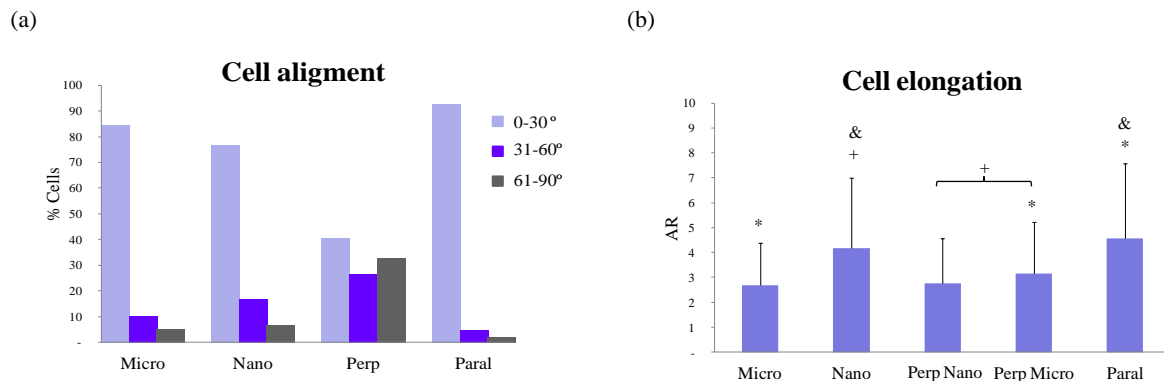 (a)
Cell aligment
100
90
80
70
60
50
40
30
20
10
-
% Cells
Micro Nano Perp Paral
0-30º
31-60º
61-90º
(b)
Cell elongation
10
9
8
7
6
5
4
3
2
1
-
AR
*
&
+
+
*
&
*
Micro Nano Perp Nano Perp Micro Paral